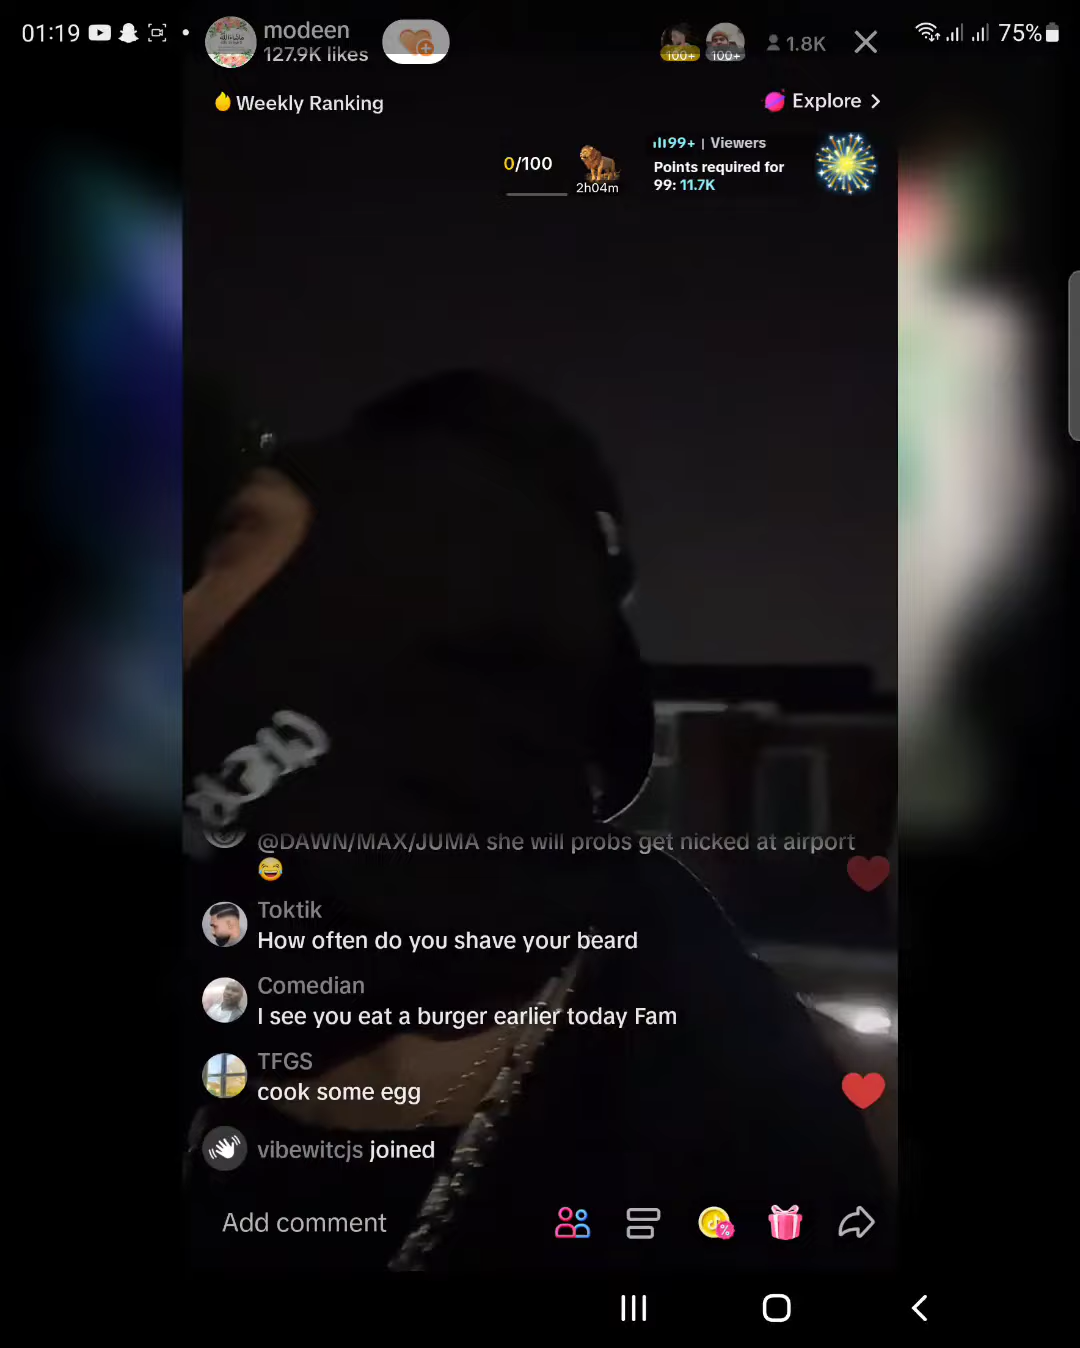 01:19
75%
modeen
127.9K likes
100+
100+
1.8K
Weekly Ranking
Explore >
0/100
2h04m
99+ | Viewers
Points required for
99: 11.7K
@DAWN/MAX/JUMA she will probs get nicked at airport
😂
Toktik
How often do you shave your beard
Comedian
I see you eat a burger earlier today Fam
TFGS
cook some egg
vibewitcjs joined
Add comment